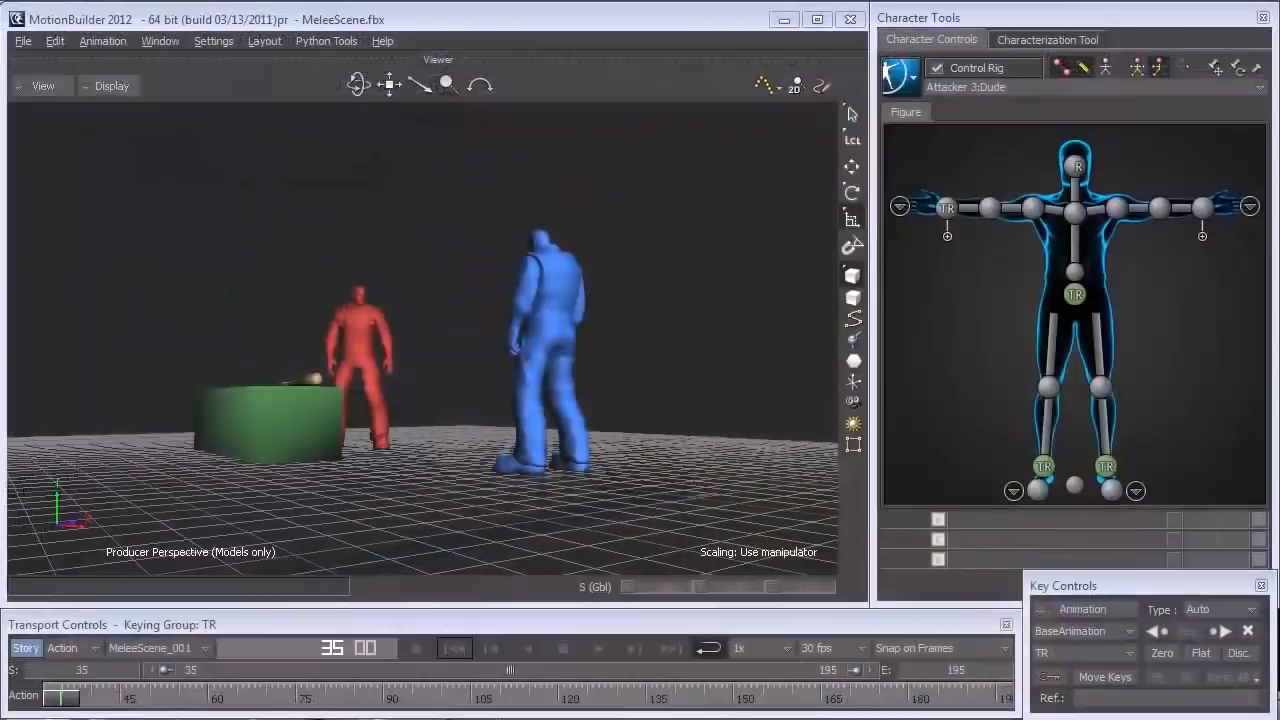 MotionBuilder 2012 - 64 bit (build 03/13/2011)pr - MeleeScene.fbx
File Edit Animation Window Settings Layout Python Tools Help
Viewer
View Display 2D
LCL
Producer Perspective (Models only) Scaling: Use manipulator
S (Gbl)
Character Tools
Character Controls Characterization Tool
Control Rig
Attacker 3:Dude
Figure
R
TR
TR
TR TR
Transport Controls - Keying Group: TR
Story Action MeleeScene_001 35 00 1x 30 fps Snap on Frames
S: 35 35 195 E: 195
Action 45 60 75 90 105 120 135 150 165 180 19
Key Controls
Animation Type : Auto
BaseAnimation
TR Zero Flat Disc.
Move Keys
Ref.: